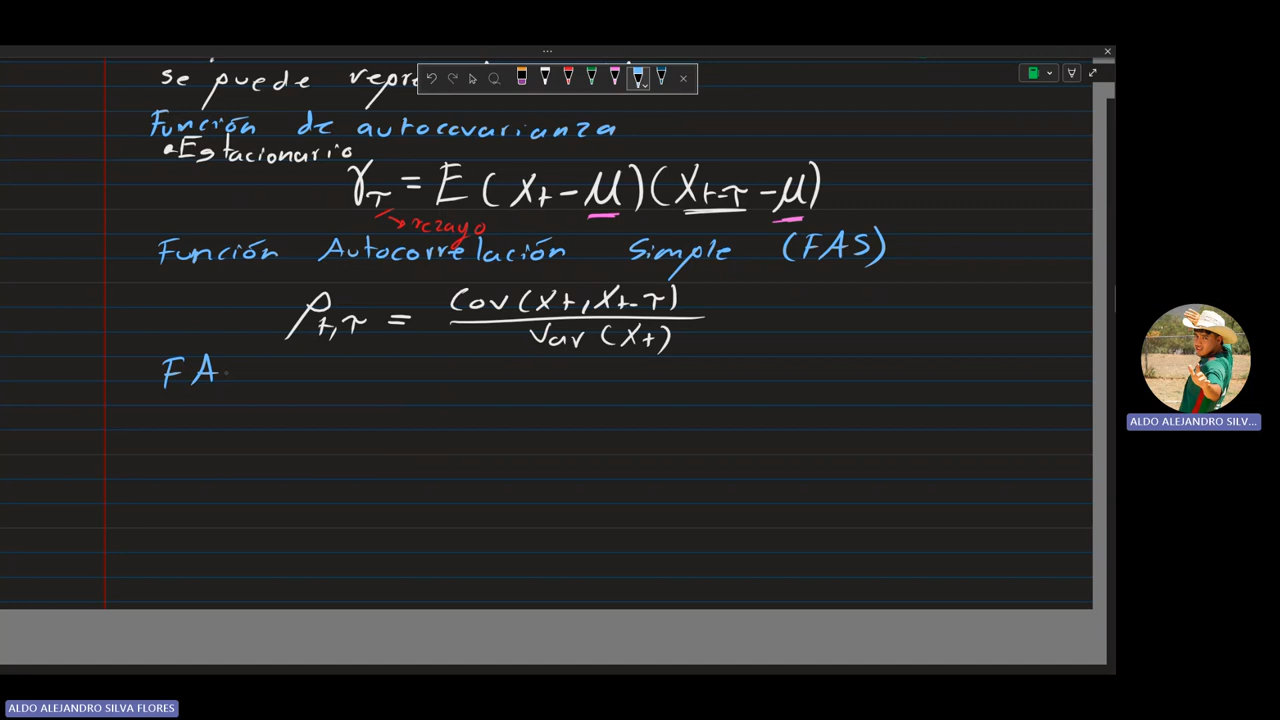 se puede repr
Función de autocovarianza
•Estacionario
γτ = E (Xt - μ)(Xt-τ - μ)
→ rezago
Función Autocorrelación Simple (FAS)
ρt,τ = Cov(Xt, Xt-τ) / Var(Xt)
FA
ALDO ALEJANDRO SILV...
ALDO ALEJANDRO SILVA FLORES